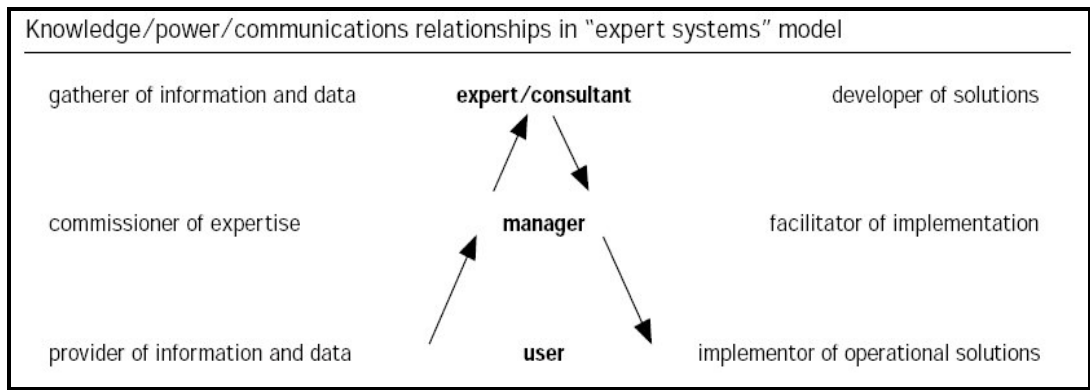 Knowledge/power/communications relationships in “expert systems” model
gatherer of information and data expert/consultant developer of solutions
commissioner of expertise manager facilitator of implementation
provider of information and data user implementor of operational solutions